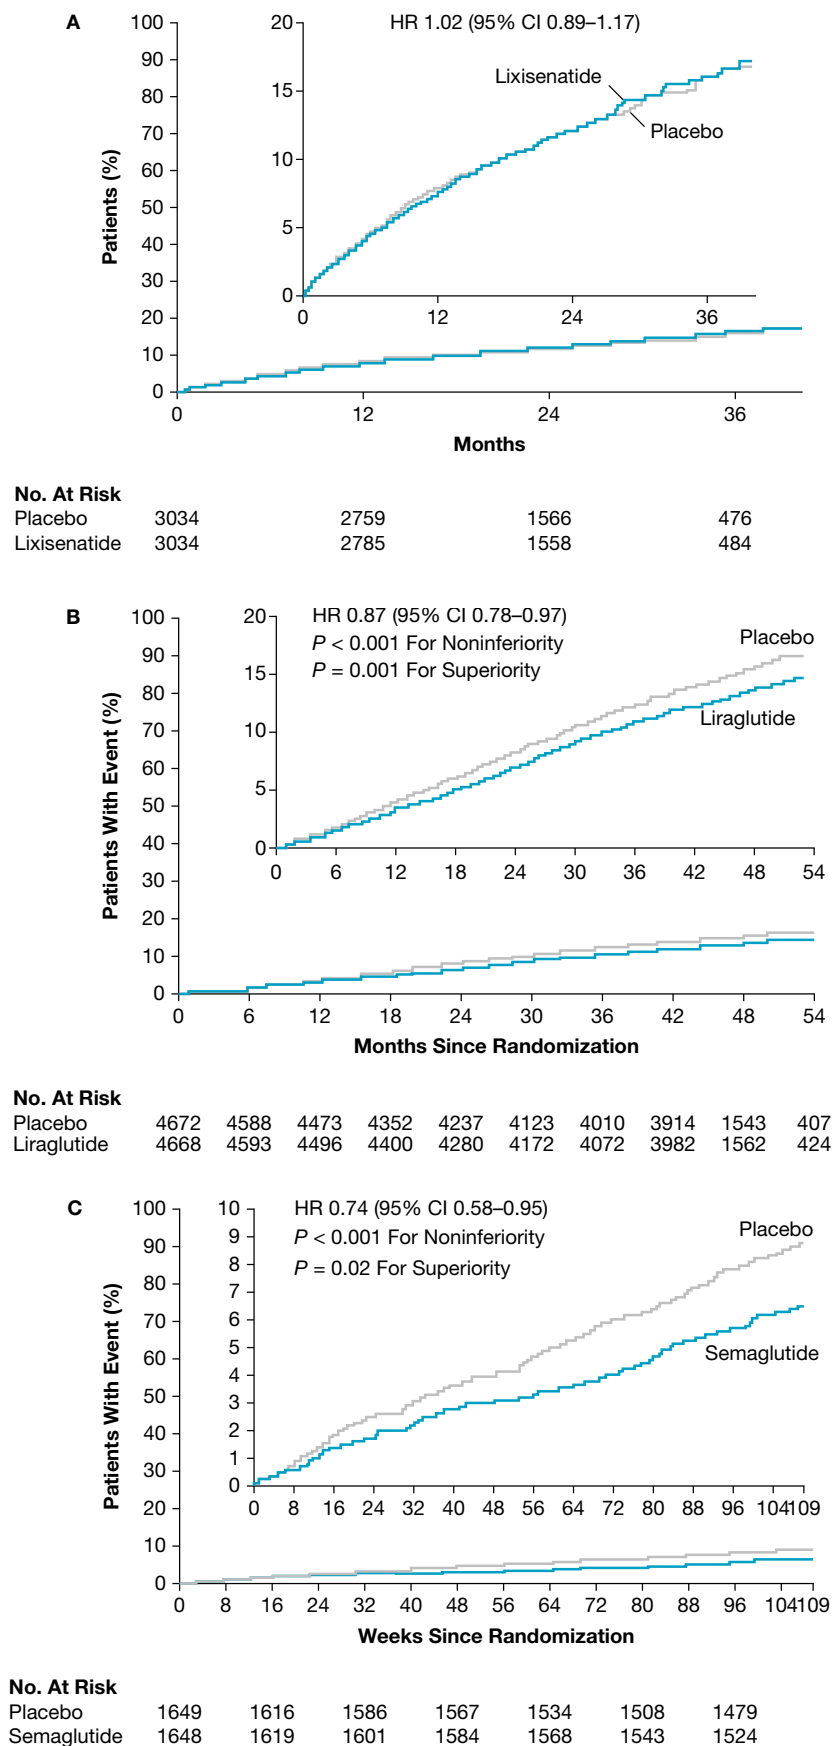 A
HR 1.02 (95% CI 0.89–1.17)
Patients (%)
100
90
80
70
60
50
40
30
20
10
0
20
15
10
5
0
Lixisenatide
Placebo
0 12 24 36
0 12 24 36
Months
No. At Risk
Placebo 3034 2759 1566 476
Lixisenatide 3034 2785 1558 484
B
HR 0.87 (95% CI 0.78–0.97)
P < 0.001 For Noninferiority
P = 0.001 For Superiority
Patients With Event (%)
100
90
80
70
60
50
40
30
20
10
0
20
15
10
5
0
Placebo
Liraglutide
0 6 12 18 24 30 36 42 48 54
0 6 12 18 24 30 36 42 48 54
Months Since Randomization
No. At Risk
Placebo 4672 4588 4473 4352 4237 4123 4010 3914 1543 407
Liraglutide 4668 4593 4496 4400 4280 4172 4072 3982 1562 424
C
HR 0.74 (95% CI 0.58–0.95)
P < 0.001 For Noninferiority
P = 0.02 For Superiority
Patients With Event (%)
100
90
80
70
60
50
40
30
20
10
0
10
9
8
7
6
5
4
3
2
1
0
Placebo
Semaglutide
0 8 16 24 32 40 48 56 64 72 80 88 96 104 109
0 8 16 24 32 40 48 56 64 72 80 88 96 104 109
Weeks Since Randomization
No. At Risk
Placebo 1649 1616 1586 1567 1534 1508 1479
Semaglutide 1648 1619 1601 1584 1568 1543 1524